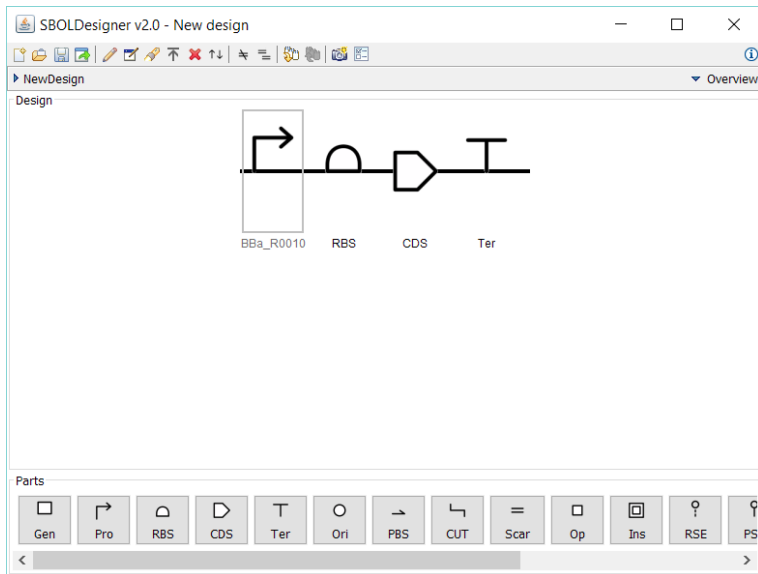 SBOLDesigner v2.0 - New design
NewDesign
Overview
Design
BBa_R0010 RBS CDS Ter
Parts
Gen Pro RBS CDS Ter Ori PBS CUT Scar Op Ins RSE PS